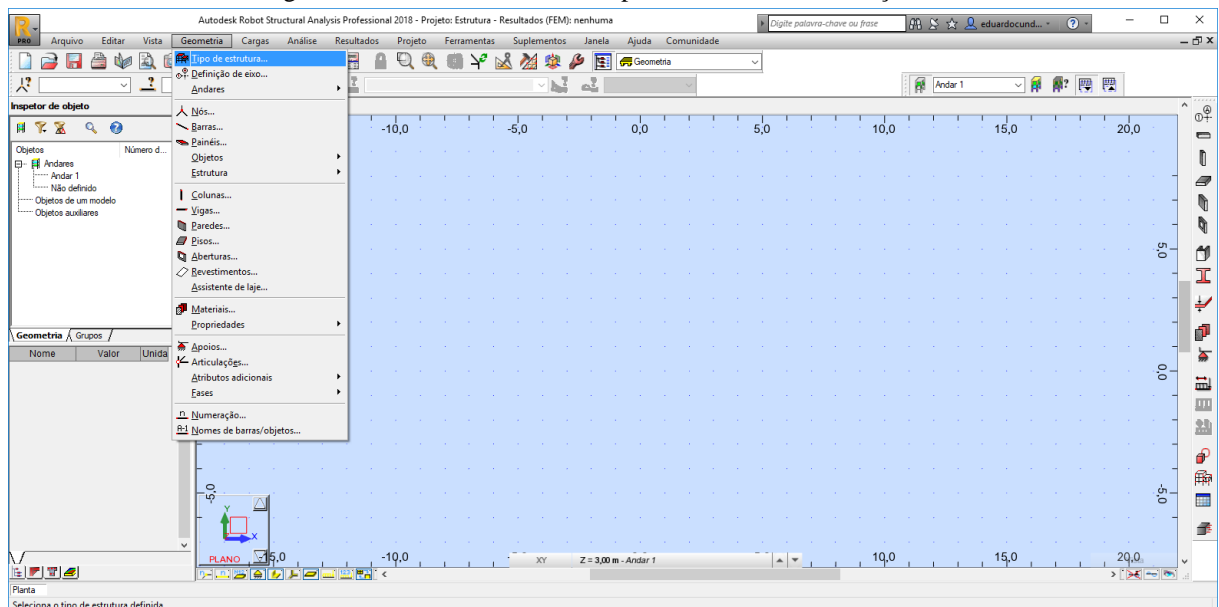 Autodesk Robot Structural Analysis Professional 2018 - Projeto: Estrutura - Resultados (FEM): nenhuma
Digite palavra-chave ou frase
eduardocund...
PRO
Arquivo Editar Vista Geometria Cargas Análise Resultados Projeto Ferramentas Suplementos Janela Ajuda Comunidade
Geometria
Andar 1
Tipo de estrutura...
Definição de eixo...
Andares
Nós...
Barras...
Painéis...
Objetos
Estrutura
Colunas...
Vigas...
Paredes...
Pisos...
Aberturas...
Revestimentos...
Assistente de laje...
Materiais...
Propriedades
Apoios...
Articulações...
Atributos adicionais
Fases
Numeração...
Nomes de barras/objetos...
Inspetor de objeto
Objetos Número d...
Andares
Andar 1
Não definido
Objetos de um modelo
Objetos auxiliares
Geometria Grupos
Nome Valor Unida
-10,0 -5,0 0,0 5,0 10,0 15,0 20,0
5,0
0,0
-5,0
-5,0
Y
X
PLANO
-15,0 -10,0
XY Z = 3,00 m - Andar 1
10,0 15,0 20,0
Planta
Seleciona o tipo de estrutura definida